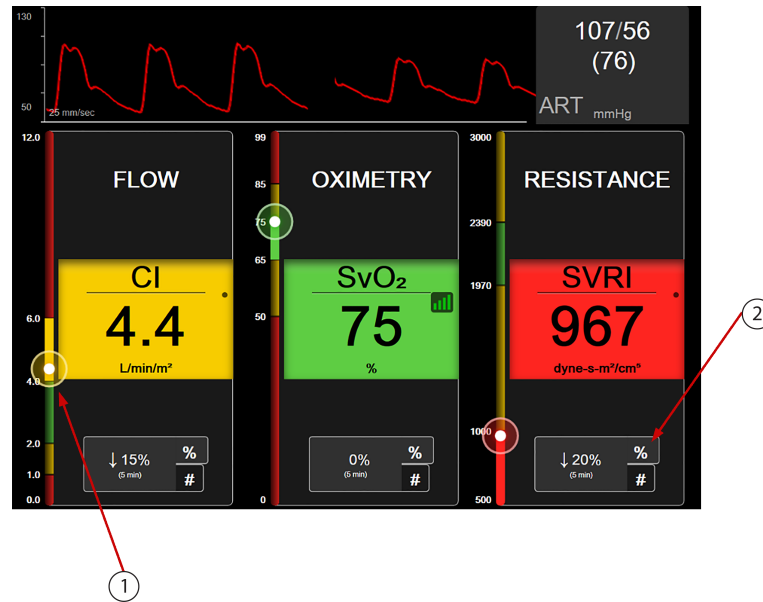 130
50
25 mm/sec
107/56
(76)
ART mmHg
12.0
6.0
4.0
2.0
1.0
0.0
FLOW
CI
4.4
L/min/m²
↓15%
(5 min)
%
#
99
85
75
65
50
0
OXIMETRY
SvO₂
75
%
0%
(5 min)
%
#
3000
2390
1970
1000
500
RESISTANCE
SVRI
967
dyne-s-m²/cm⁵
↓20%
(5 min)
%
#
1
2